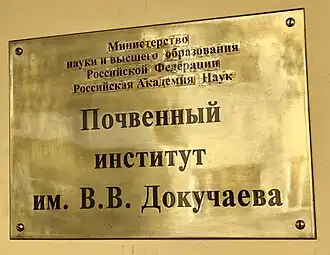 Министерство
науки и высшего образования
Российской Федерации
Российская Академия Наук
Почвенный
институт
им. В.В. Докучаева